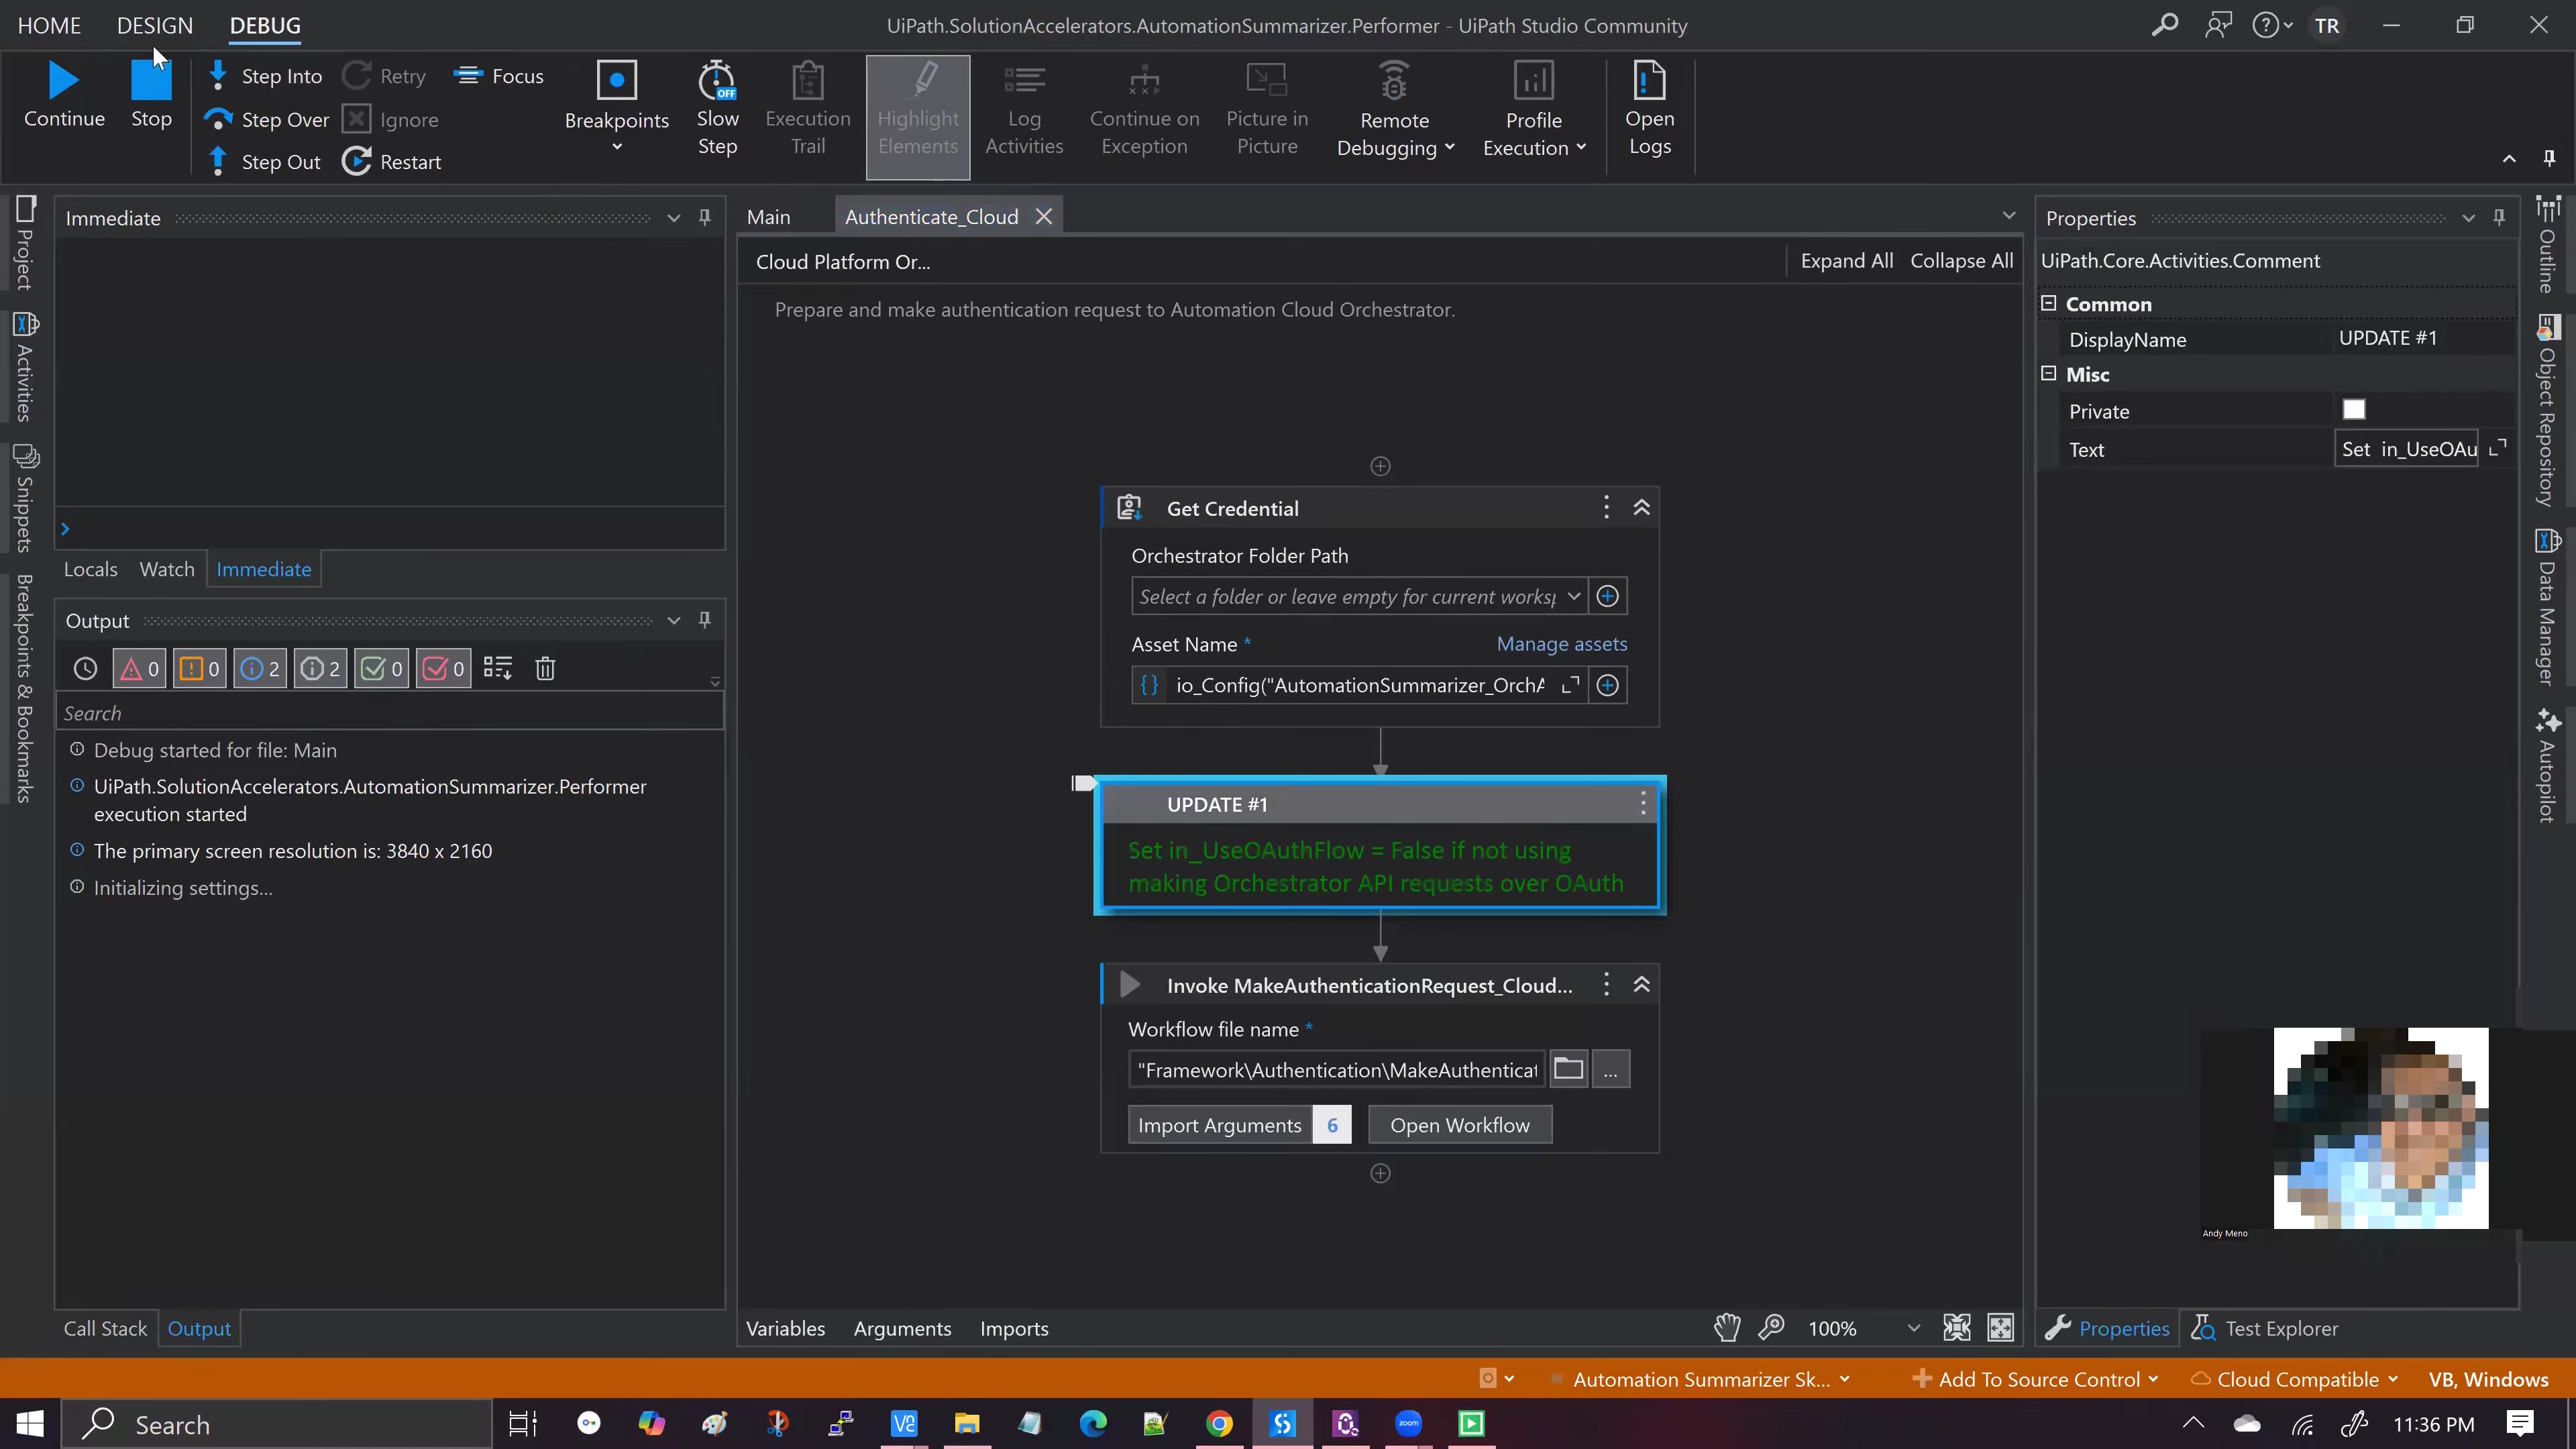 HOME DESIGN DEBUG
UiPath.SolutionAccelerators.AutomationSummarizer.Performer - UiPath Studio Community
TR
Continue
Stop
Step Into
Step Over
Step Out
Retry
Ignore
Restart
Focus
Breakpoints
OFF
Slow
Step
Execution
Trail
Highlight
Elements
Log
Activities
Continue on
Exception
Picture in
Picture
Remote
Debugging
Profile
Execution
Open
Logs
Project
Activities
Snippets
Breakpoints & Bookmarks
Immediate
Locals Watch Immediate
Output
0 0 2 2 0 0
Search
Debug started for file: Main
UiPath.SolutionAccelerators.AutomationSummarizer.Performer
execution started
The primary screen resolution is: 3840 x 2160
Initializing settings...
Call Stack Output
Main Authenticate_Cloud
Cloud Platform Or...
Expand All Collapse All
Prepare and make authentication request to Automation Cloud Orchestrator.
Get Credential
Orchestrator Folder Path
Select a folder or leave empty for current worksp
Asset Name * Manage assets
{} io_Config("AutomationSummarizer_OrchA
UPDATE #1
Set in_UseOAuthFlow = False if not using
making Orchestrator API requests over OAuth
Invoke MakeAuthenticationRequest_Cloud...
Workflow file name *
"Framework\Authentication\MakeAuthenticat
...
Import Arguments 6 Open Workflow
Variables Arguments Imports
100%
Properties
UiPath.Core.Activities.Comment
Common
DisplayName UPDATE #1
Misc
Private
Text Set in_UseOAu
Andy Meno
Properties Test Explorer
Outline
Object Repository
Data Manager
Autopilot
Automation Summarizer Sk...
Add To Source Control
Cloud Compatible
VB, Windows
Search
zoom
11:36 PM